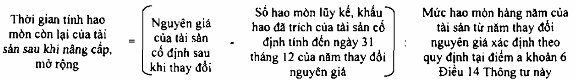 Thời gian tính hao
mòn còn lại của tài
sản sau khi nâng cấp,
mở rộng
=
Nguyên giá
của tài sản
cố định sau
khi thay đổi
-
Số hao mòn lũy kế, khấu
hao đã trích của tài sản cố
định tính đến ngày 31
tháng 12 của năm thay đổi
nguyên giá
:
Mức hao mòn hàng năm của
tài sản từ năm thay đổi
nguyên giá xác định theo
quy định tại điểm a khoản 6
Điều 14 Thông tư này